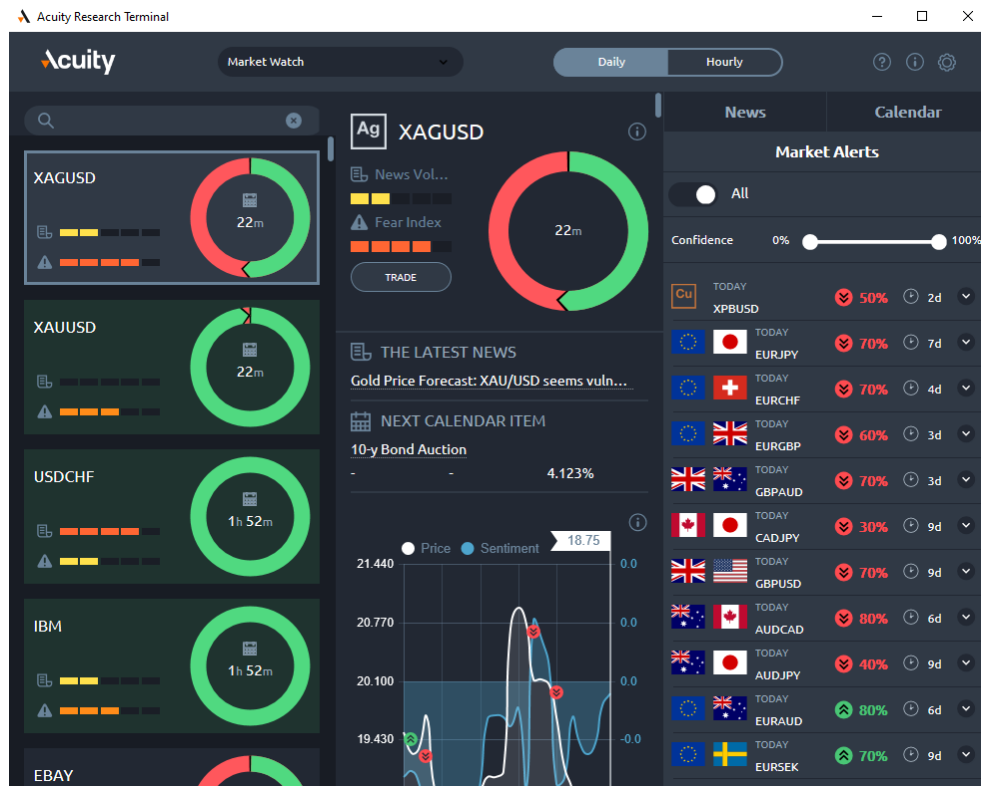 Acuity Research Terminal
Acuity
Market Watch
Daily
Hourly
XAGUSD
22m
XAUUSD
22m
USDCHF
1h 52m
IBM
1h 52m
EBAY
Ag
XAGUSD
News Vol...
Fear Index
TRADE
22m
THE LATEST NEWS
Gold Price Forecast: XAU/USD seems vuln...
NEXT CALENDAR ITEM
10-y Bond Auction
- - 4.123%
Price Sentiment
18.75
21.440 0.0
20.770 0.0
20.100 0.0
19.430 -0.0
News
Calendar
Market Alerts
All
Confidence 0% 100%
Cu
TODAY
XPBUSD 50% 2d
TODAY
EURJPY 70% 7d
TODAY
EURCHF 70% 4d
TODAY
EURGBP 60% 3d
TODAY
GBPAUD 70% 3d
TODAY
CADJPY 30% 9d
TODAY
GBPUSD 70% 9d
TODAY
AUDCAD 80% 6d
TODAY
AUDJPY 40% 9d
TODAY
EURAUD 80% 6d
TODAY
EURSEK 70% 9d